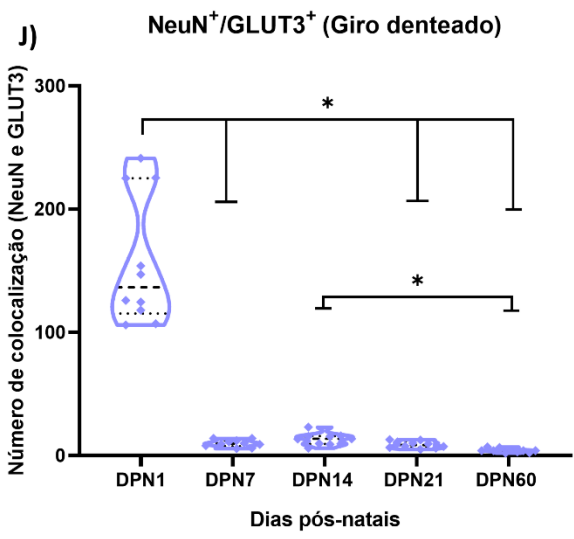 J)
NeuN⁺/GLUT3⁺ (Giro denteado)
Número de colocalização (NeuN e GLUT3)
300
200
100
0
*
*
DPN1 DPN7 DPN14 DPN21 DPN60
Dias pós-natais